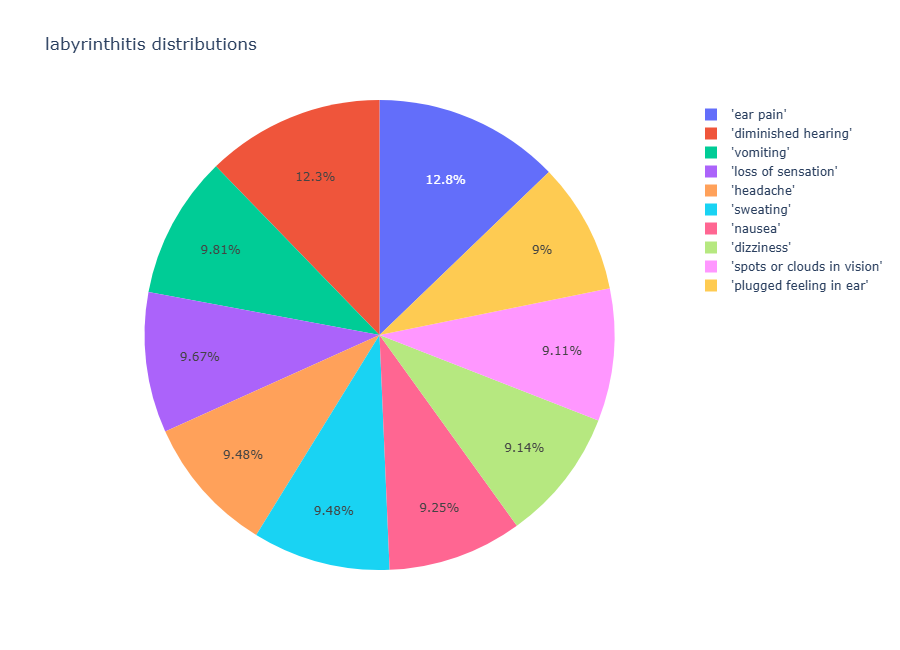 labyrinthitis distributions
'ear pain'
'diminished hearing'
'vomiting'
'loss of sensation'
'headache'
'sweating'
'nausea'
'dizziness'
'spots or clouds in vision'
'plugged feeling in ear'
12.3%
12.8%
9.81%
9%
9.67%
9.11%
9.48%
9.14%
9.48%
9.25%